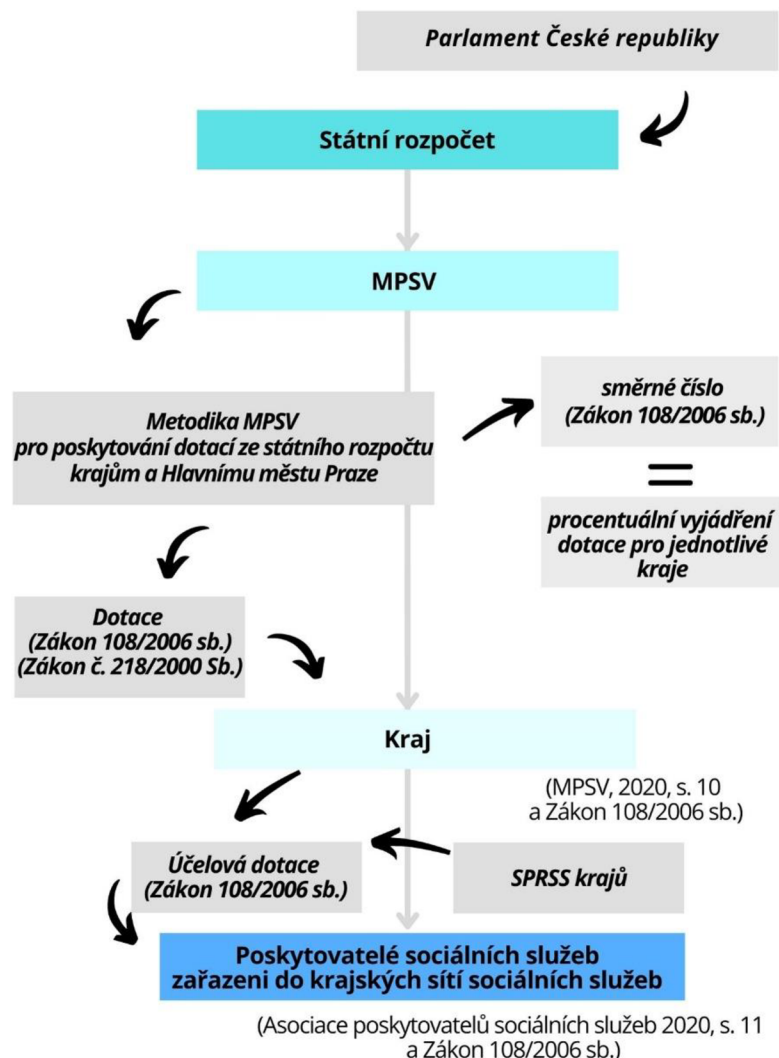 Parlament České republiky
Státní rozpočet
MPSV
Metodika MPSV
pro poskytování dotací ze státního rozpočtu
krajům a Hlavnímu městu Praze
směrné číslo
(Zákon 108/2006 sb.)
=
procentuální vyjádření
dotace pro jednotlivé
kraje
Dotace
(Zákon 108/2006 sb.)
(Zákon č. 218/2000 Sb.)
Kraj
(MPSV, 2020, s. 10
a Zákon 108/2006 sb.)
Účelová dotace
(Zákon 108/2006 sb.)
SPRSS krajů
Poskytovatelé sociálních služeb
zařazeni do krajských sítí sociálních služeb
(Asociace poskytovatelů sociálních služeb 2020, s. 11
a Zákon 108/2006 sb.)